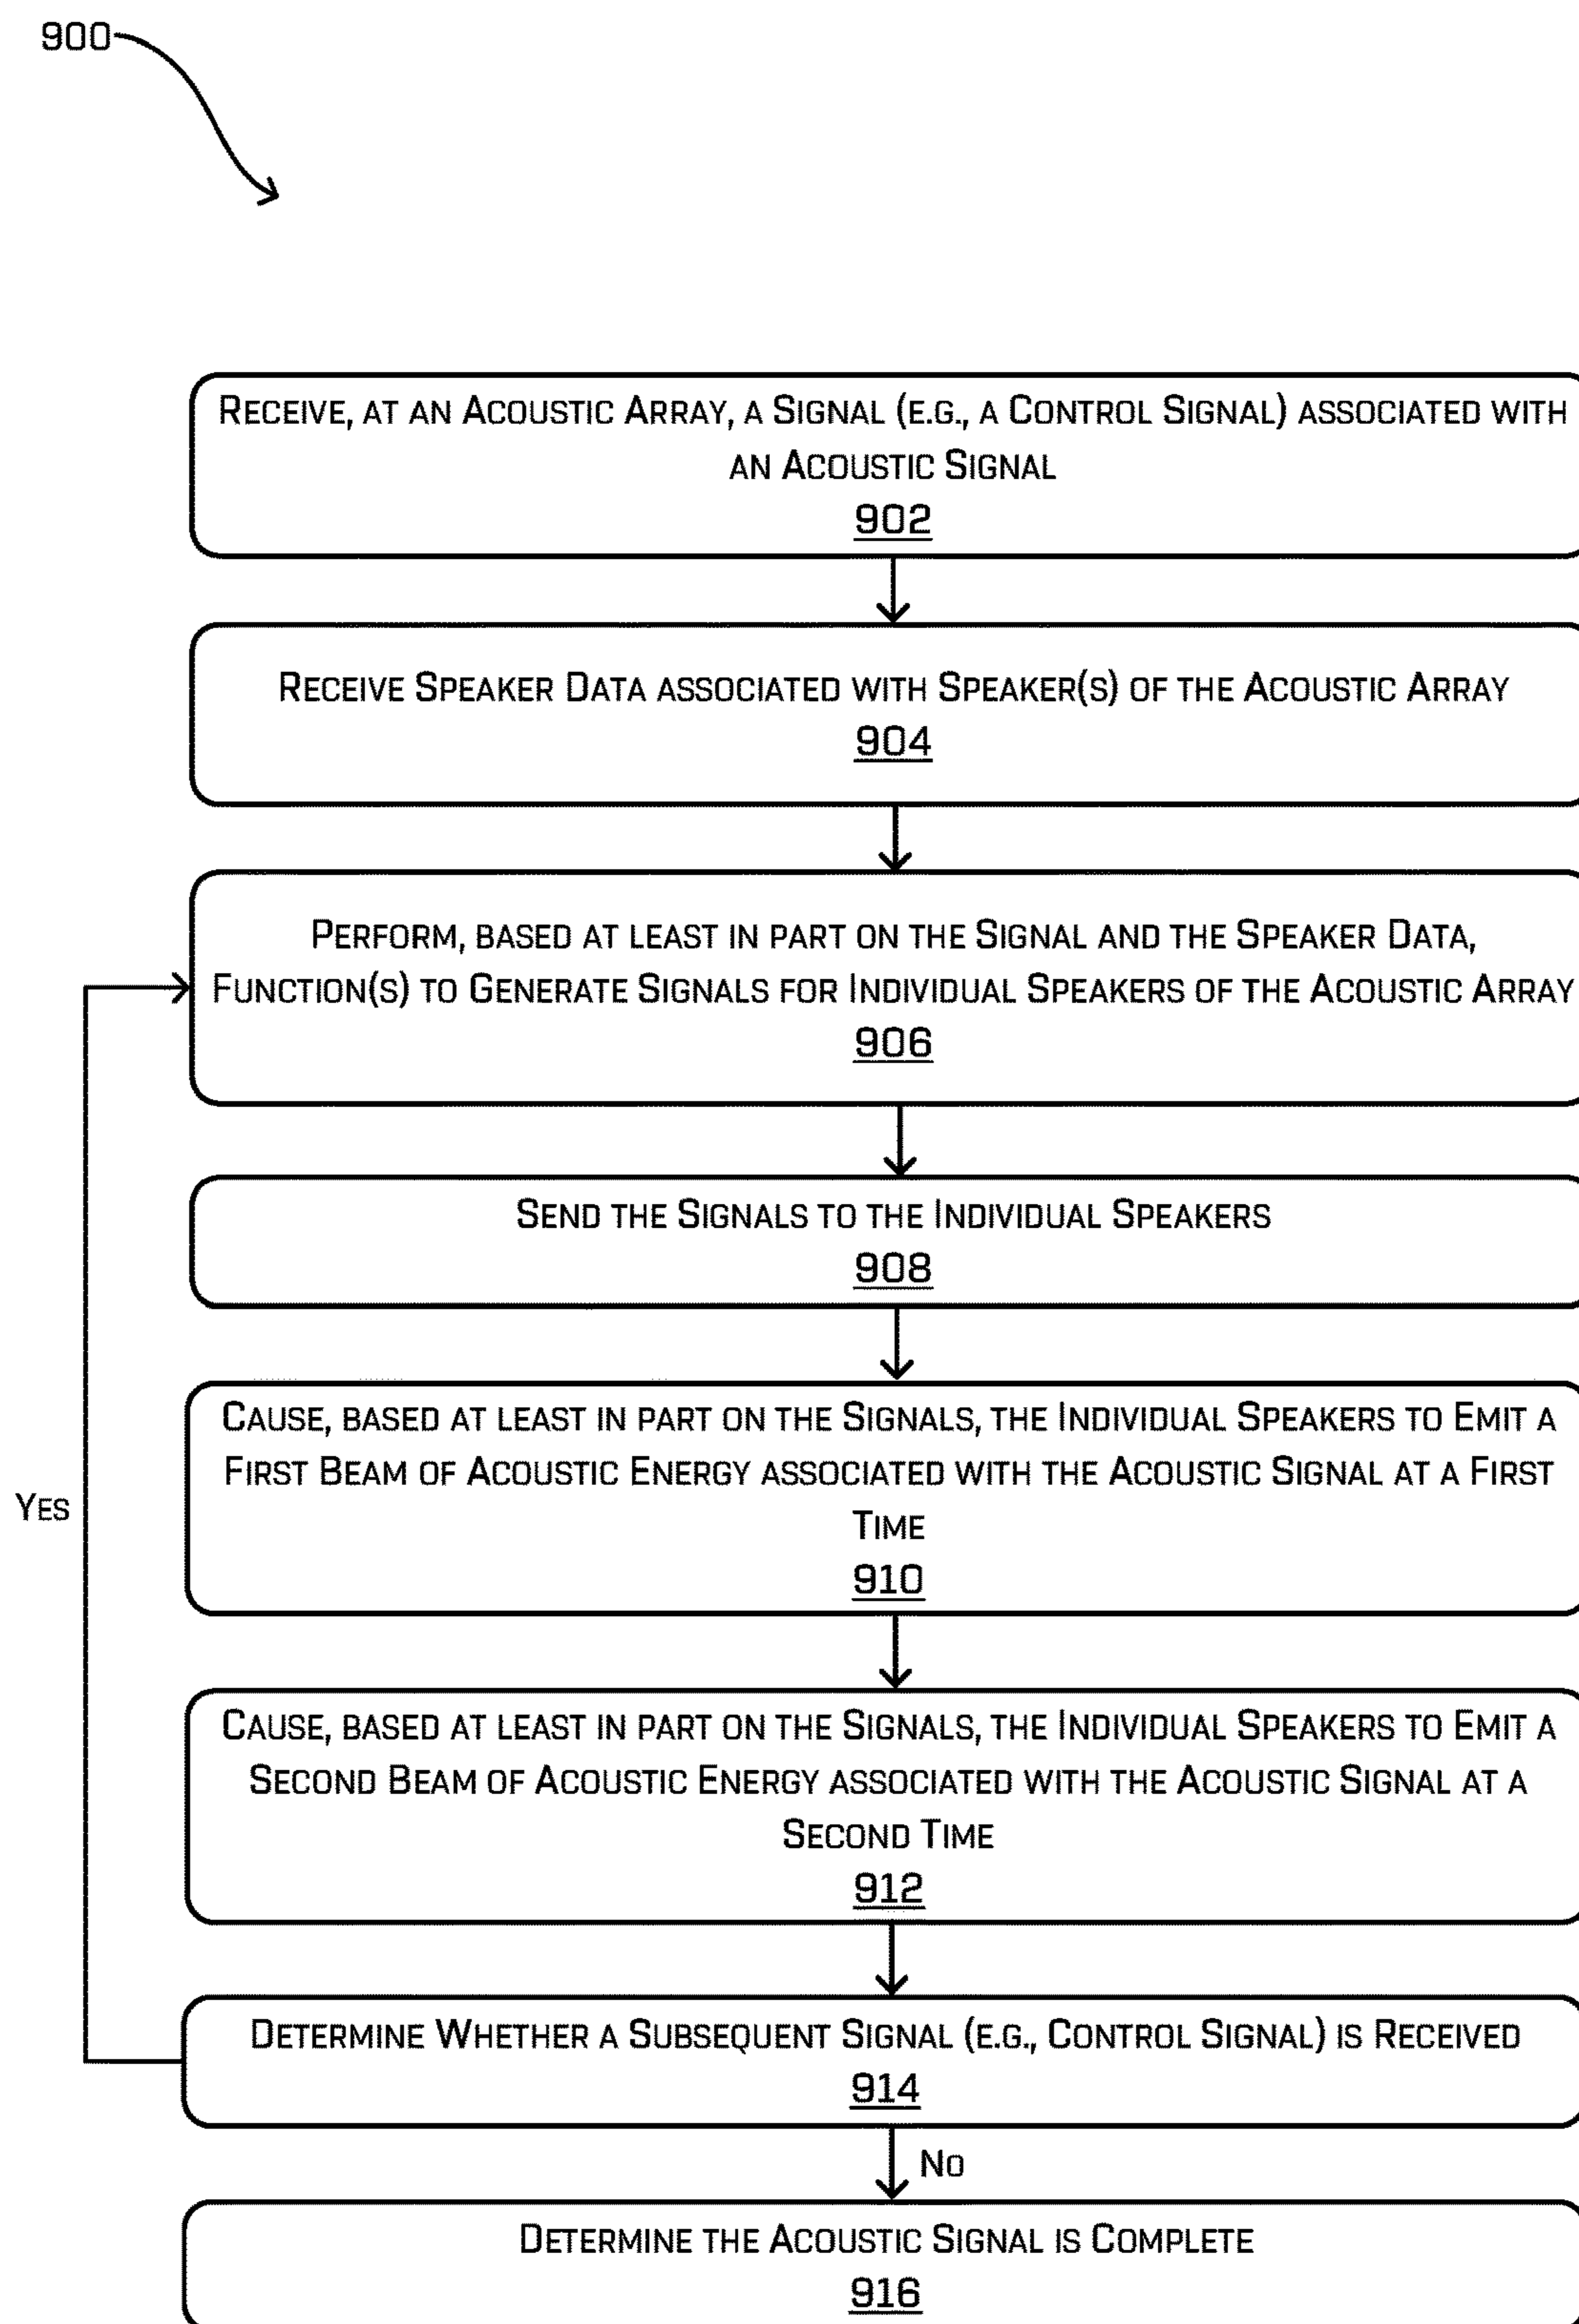 900
Receive, at an Acoustic Array, a Signal (e.g., a Control Signal) associated with
an Acoustic Signal
902
Receive Speaker Data associated with Speaker(s) of the Acoustic Array
904
Perform, based at least in part on the Signal and the Speaker Data,
Function(s) to Generate Signals for Individual Speakers of the Acoustic Array
906
Send the Signals to the Individual Speakers
908
Cause, based at least in part on the Signals, the Individual Speakers to Emit a
First Beam of Acoustic Energy associated with the Acoustic Signal at a First
Time
910
Yes
Cause, based at least in part on the Signals, the Individual Speakers to Emit a
Second Beam of Acoustic Energy associated with the Acoustic Signal at a
Second Time
912
Determine Whether a Subsequent Signal (e.g., Control Signal) is Received
914
No
Determine the Acoustic Signal is Complete
916